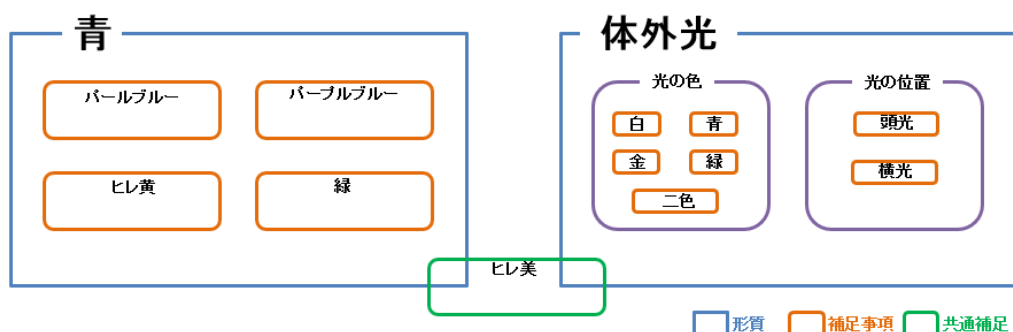 青
パールブルー
パープルブルー
ヒレ黄
緑
体外光
光の色
白
青
金
緑
二色
光の位置
頭光
横光
ヒレ美
形質
補足事項
共通補足